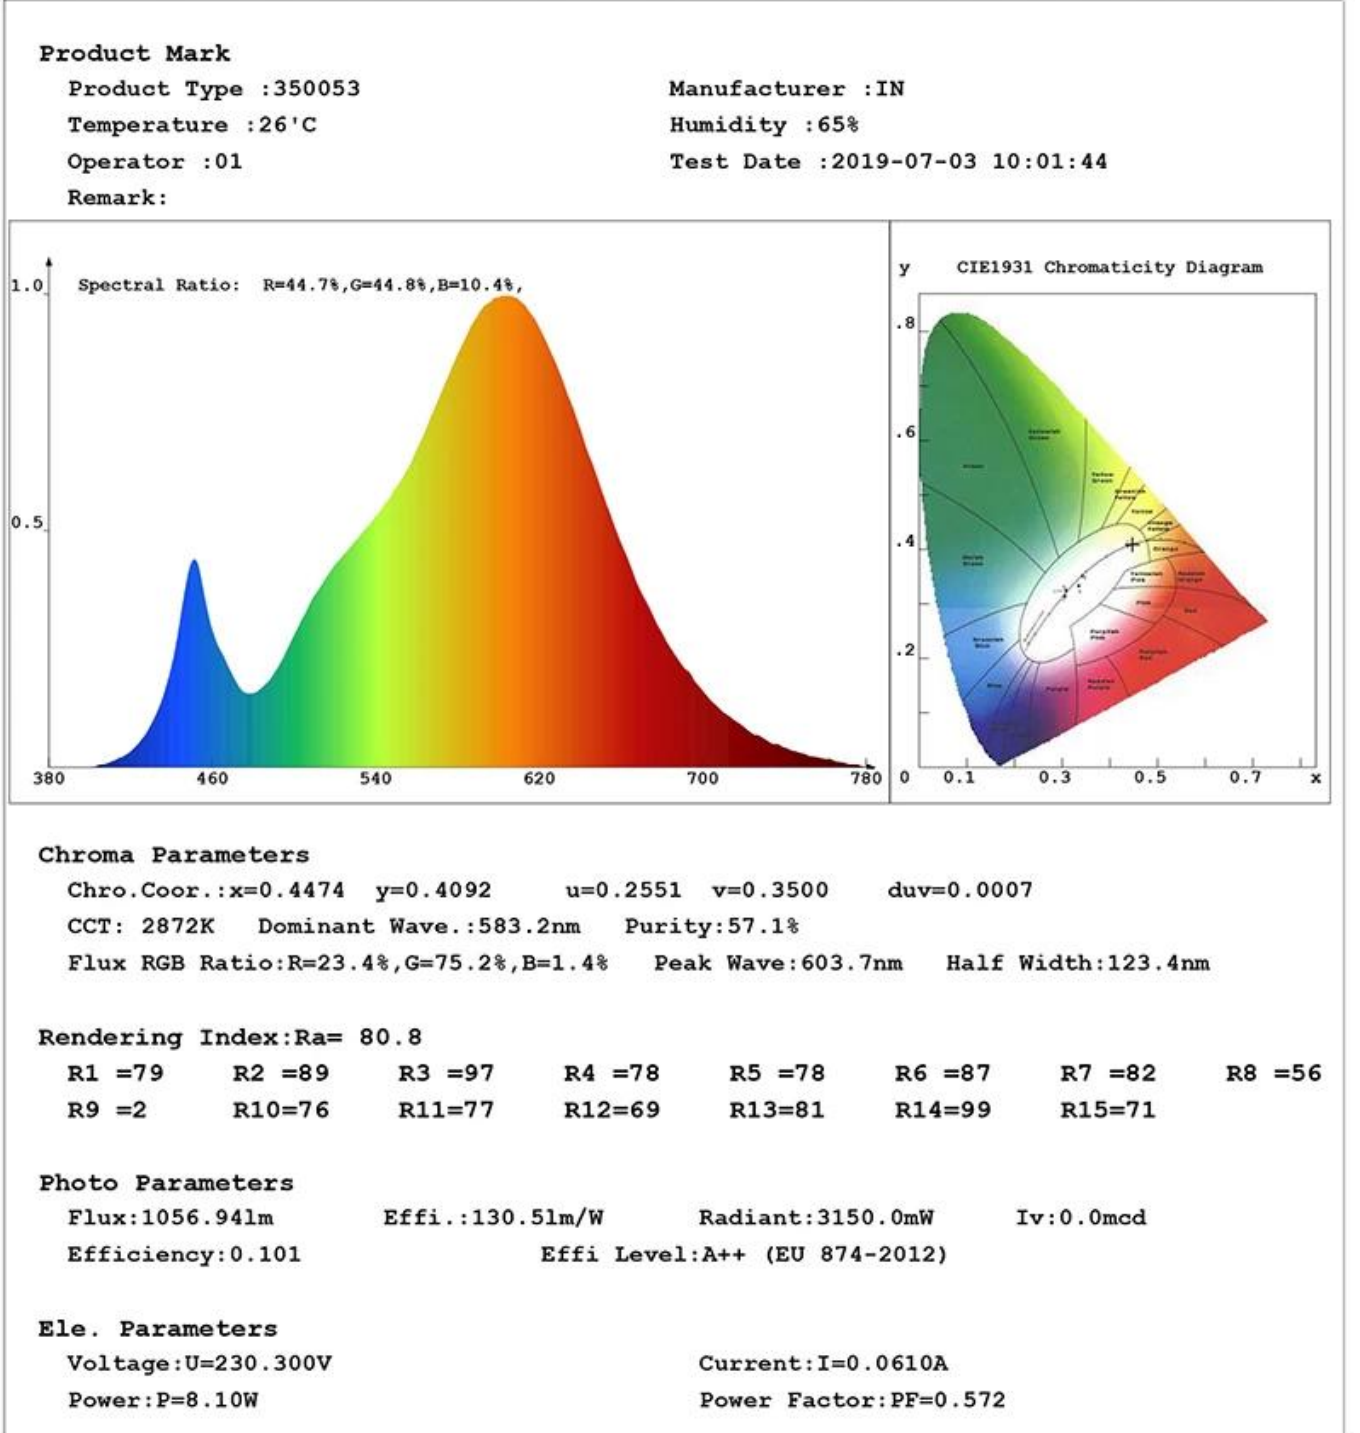 Product Mark
Product Type :350053 Manufacturer :IN
Temperature :26'C Humidity :65%
Operator :01 Test Date :2019-07-03 10:01:44
Remark:
1.0 Spectral Ratio: R=44.7%,G=44.8%,B=10.4%,
0.5
380 460 540 620 700 780
y CIE1931 Chromaticity Diagram
.8
.6
.4
.2
0 0.1 0.3 0.5 0.7 x
Yellow
Green
Orange
Pink
Purplish
Pink
Purple
Chroma Parameters
Chro.Coor.:x=0.4474 y=0.4092 u=0.2551 v=0.3500 duv=0.0007
CCT: 2872K Dominant Wave.:583.2nm Purity:57.1%
Flux RGB Ratio:R=23.4%,G=75.2%,B=1.4% Peak Wave:603.7nm Half Width:123.4nm
Rendering Index:Ra= 80.8
R1 =79 R2 =89 R3 =97 R4 =78 R5 =78 R6 =87 R7 =82 R8 =56
R9 =2 R10=76 R11=77 R12=69 R13=81 R14=99 R15=71
Photo Parameters
Flux:1056.94lm Effi.:130.5lm/W Radiant:3150.0mW Iv:0.0mcd
Efficiency:0.101 Effi Level:A++ (EU 874-2012)
Ele. Parameters
Voltage:U=230.300V Current:I=0.0610A
Power:P=8.10W Power Factor:PF=0.572